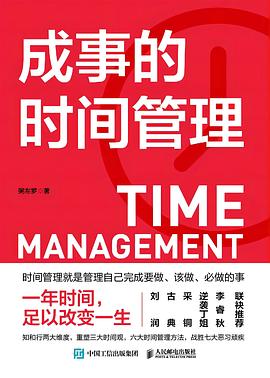 成事的
时间管理
粥左罗◎著
TIME
MANAGEMENT
时间管理就是管理自己完成要做、该做、必做的事
一年时间，
足以改变一生
刘润
古典
采铜
逆袭丁姐
李睿秋
联袂推荐
知和行两大维度，重塑三大时间观，六大时间管理方法，战胜七大恶习顽疾
中国工信出版集团
人民邮电出版社